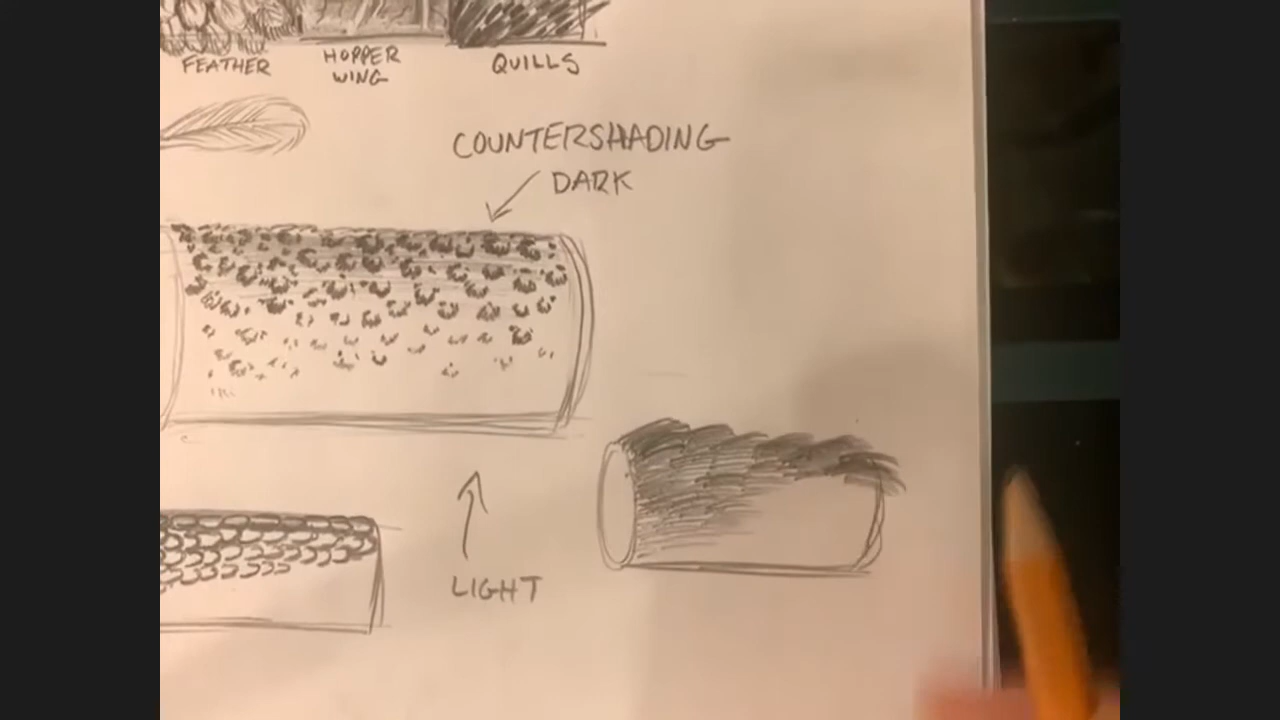 FEATHER
HOPPER
WING
QUILLS
COUNTERSHADING
DARK
LIGHT